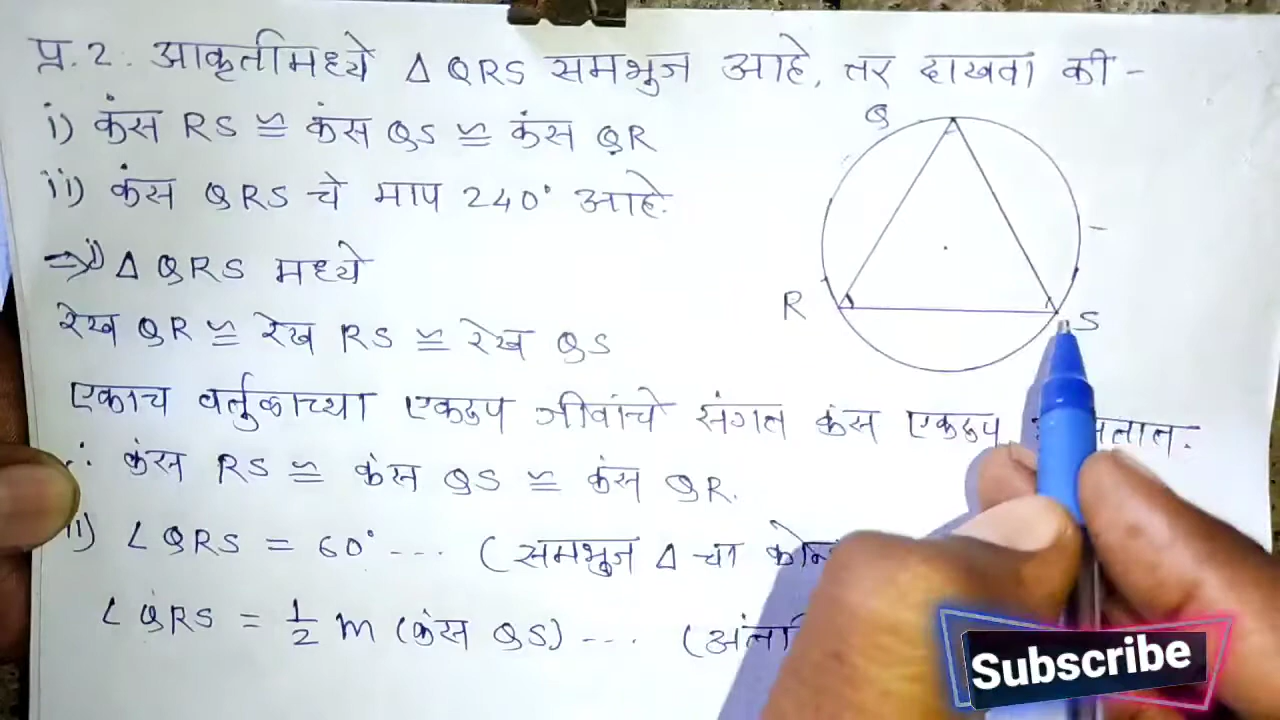 प्र.2. आकृतीमध्ये Δ QRS समभुज आहे, तर दाखवा की -
Q
i) कंस RS ≅ कंस QS ≅ कंस QR
ii) कंस QRS चे माप 240° आहे.
⇒ i) Δ QRS मध्ये
R
S
रेख QR ≅ रेख RS ≅ रेख QS
एकाच वर्तुळाच्या एकरुप जीवांचे संगत कंस एकरुप
∴ कंस RS ≅ कंस QS ≅ कंस QR.
ii) ∠QRS = 60° --- (समभुज Δ चा
∠QRS = 1/2 m (कंस QS) --- (
Subscribe